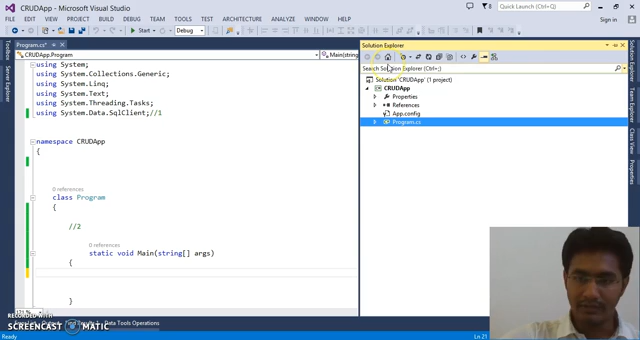 CRUDApp - Microsoft Visual Studio
Quick Launch (Ctrl+Q)
FILE EDIT VIEW PROJECT BUILD DEBUG TEAM TOOLS TEST ARCHITECTURE ANALYZE WINDOW HELP
Sign in
Start
Debug
Program.cs
CRUDApp.Program
Main(string
using System;
using System.Collections.Generic;
using System.Linq;
using System.Text;
using System.Threading.Tasks;
using System.Data.SqlClient;//1
namespace CRUDApp
{
0 references
class Program
{
//2
0 references
static void Main(string[] args)
{
}
Solution Explorer
Search Solution Explorer (Ctrl+;)
Solution 'CRUDApp' (1 project)
CRUDApp
Properties
References
App.config
Program.cs
Toolbox
Server Explorer
Solution Explorer
Team Explorer
Class View
Properties
Output
Data Tools Operations
Ln 21
RECORDED WITH
SCREENCAST MATIC